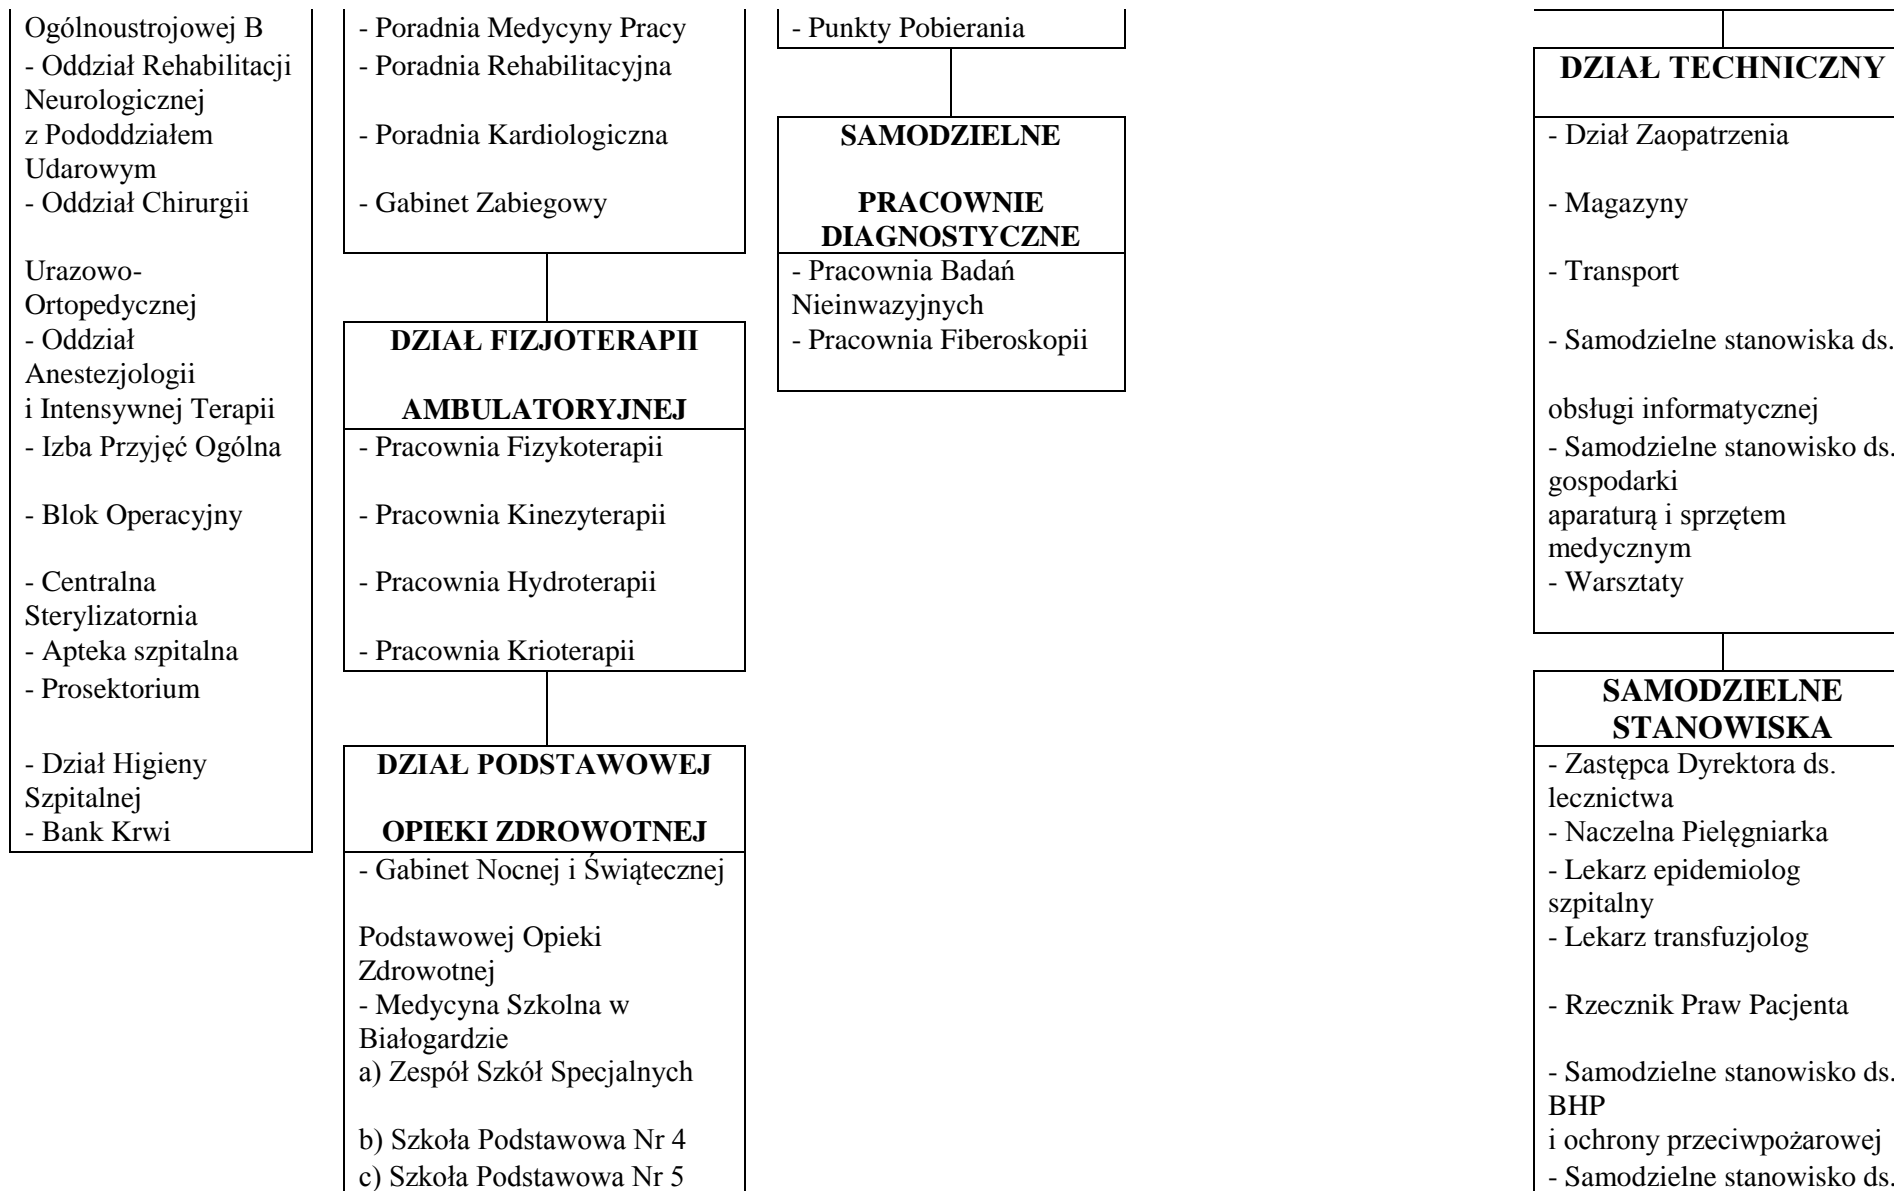 Ogólnoustrojowej B
- Oddział Rehabilitacji
Neurologicznej
z Pododdziałem
Udarowym
- Oddział Chirurgii
Urazowo-
Ortopedycznej
- Oddział
Anestezjologii
i Intensywnej Terapii
- Izba Przyjęć Ogólna
- Blok Operacyjny
- Centralna
Sterylizatornia
- Apteka szpitalna
- Prosektorium
- Dział Higieny
Szpitalnej
- Bank Krwi
- Poradnia Medycyny Pracy
- Poradnia Rehabilitacyjna
- Poradnia Kardiologiczna
- Gabinet Zabiegowy
DZIAŁ FIZJOTERAPII
AMBULATORYJNEJ
- Pracownia Fizykoterapii
- Pracownia Kinezyterapii
- Pracownia Hydroterapii
- Pracownia Krioterapii
DZIAŁ PODSTAWOWEJ
OPIEKI ZDROWOTNEJ
- Gabinet Nocnej i Świątecznej
Podstawowej Opieki
Zdrowotnej
- Medycyna Szkolna w
Białogardzie
a) Zespół Szkół Specjalnych
b) Szkoła Podstawowa Nr 4
c) Szkoła Podstawowa Nr 5
- Punkty Pobierania
SAMODZIELNE
PRACOWNIE
DIAGNOSTYCZNE
- Pracownia Badań
Nieinwazyjnych
- Pracownia Fiberoskopii
DZIAŁ TECHNICZNY
- Dział Zaopatrzenia
- Magazyny
- Transport
- Samodzielne stanowiska ds.
obsługi informatycznej
- Samodzielne stanowisko ds.
gospodarki
aparaturą i sprzętem
medycznym
- Warsztaty
SAMODZIELNE
STANOWISKA
- Zastępca Dyrektora ds.
lecznictwa
- Naczelna Pielęgniarka
- Lekarz epidemiolog
szpitalny
- Lekarz transfuzjolog
- Rzecznik Praw Pacjenta
- Samodzielne stanowisko ds.
BHP
i ochrony przeciwpożarowej
- Samodzielne stanowisko ds.